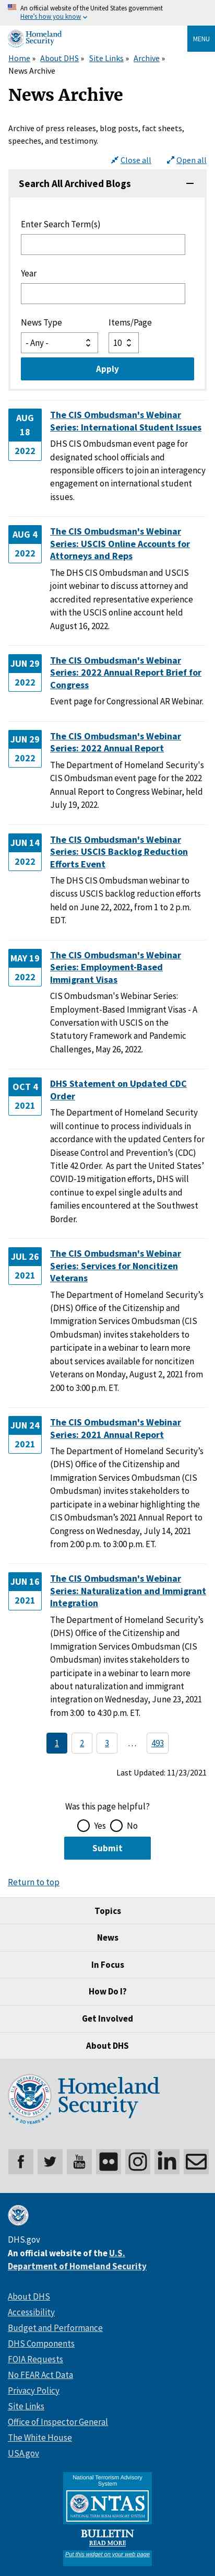 An official website of the United States government
Here's how you know
Homeland
Security
MENU
Home » About DHS » Site Links » Archive »
News Archive
News Archive
Archive of press releases, blog posts, fact sheets,
speeches, and testimony.
Close all Open all
Search All Archived Blogs
Enter Search Term(s)
Year
News Type Items/Page
- Any - 10
Apply
AUG
18
2022
The CIS Ombudsman's Webinar
Series: International Student Issues
DHS CIS Ombudsman event page for
designated school officials and
responsible officers to join an interagency
engagement on international student
issues.
AUG 4
2022
The CIS Ombudsman's Webinar
Series: USCIS Online Accounts for
Attorneys and Reps
The DHS CIS Ombudsman and USCIS
joint webinar to discuss attorney and
accredited representative experience
with the USCIS online account held
August 16, 2022.
JUN 29
2022
The CIS Ombudsman's Webinar
Series: 2022 Annual Report Brief for
Congress
Event page for Congressional AR Webinar.
JUN 29
2022
The CIS Ombudsman's Webinar
Series: 2022 Annual Report
The Department of Homeland Security's
CIS Ombudsman event page for the 2022
Annual Report to Congress Webinar, held
July 19, 2022.
JUN 14
2022
The CIS Ombudsman's Webinar
Series: USCIS Backlog Reduction
Efforts Event
The DHS CIS Ombudsman webinar to
discuss USCIS backlog reduction efforts
held on June 22, 2022, from 1 to 2 p.m.
EDT.
MAY 19
2022
The CIS Ombudsman's Webinar
Series: Employment-Based
Immigrant Visas
CIS Ombudsman's Webinar Series:
Employment-Based Immigrant Visas - A
Conversation with USCIS on the
Statutory Framework and Pandemic
Challenges, May 26, 2022.
OCT 4
2021
DHS Statement on Updated CDC
Order
The Department of Homeland Security
will continue to process individuals in
accordance with the Centers for Disease
Control and Prevention’s (CDC)
Title 42 Order. As part the United States’
COVID-19 mitigation efforts, DHS will
continue to expel single adults and
families encountered at the Southwest
Border.
JUL 26
2021
The CIS Ombudsman's Webinar
Series: Services for Noncitizen
Veterans
The Department of Homeland Security’s
(DHS) Office of the Citizenship and
Immigration Services Ombudsman (CIS
Ombudsman) invites stakeholders to
participate in a webinar to learn more
about services available for noncitizen
Veterans on Monday, August 2, 2021 from
2:00 to 3:00 p.m. ET.
JUN 24
2021
The CIS Ombudsman's Webinar
Series: 2021 Annual Report
The Department of Homeland Security’s
(DHS) Office of the Citizenship and
Immigration Services Ombudsman (CIS
Ombudsman) invites stakeholders to
participate in a webinar highlighting the
CIS Ombudsman’s 2021 Annual Report to
Congress on Wednesday, July 14, 2021
from 2:00 p.m. to 3:00 p.m. ET.
JUN 16
2021
The CIS Ombudsman's Webinar
Series: Naturalization and Immigrant
Integration
The Department of Homeland Security’s
(DHS) Office of the Citizenship and
Immigration Services Ombudsman (CIS
Ombudsman) invites stakeholders to
participate in a webinar to learn more
about naturalization and immigrant
integration on Wednesday, June 23, 2021
from 3:00 to 4:30 p.m. ET.
1 2 3 … 493
Last Updated: 11/23/2021
Was this page helpful?
Yes No
Submit
Return to top
Topics
News
In Focus
How Do I?
Get Involved
About DHS
Homeland
Security
20 YEARS
You
Tube
DHS.gov
An official website of the U.S.
Department of Homeland Security
About DHS
Accessibility
Budget and Performance
DHS Components
FOIA Requests
No FEAR Act Data
Privacy Policy
Site Links
Office of Inspector General
The White House
USA.gov
National Terrorism Advisory
System
NTAS
NATIONAL TERRORISM ADVISORY SYSTEM
BULLETIN
READ MORE
Put this widget on your web page